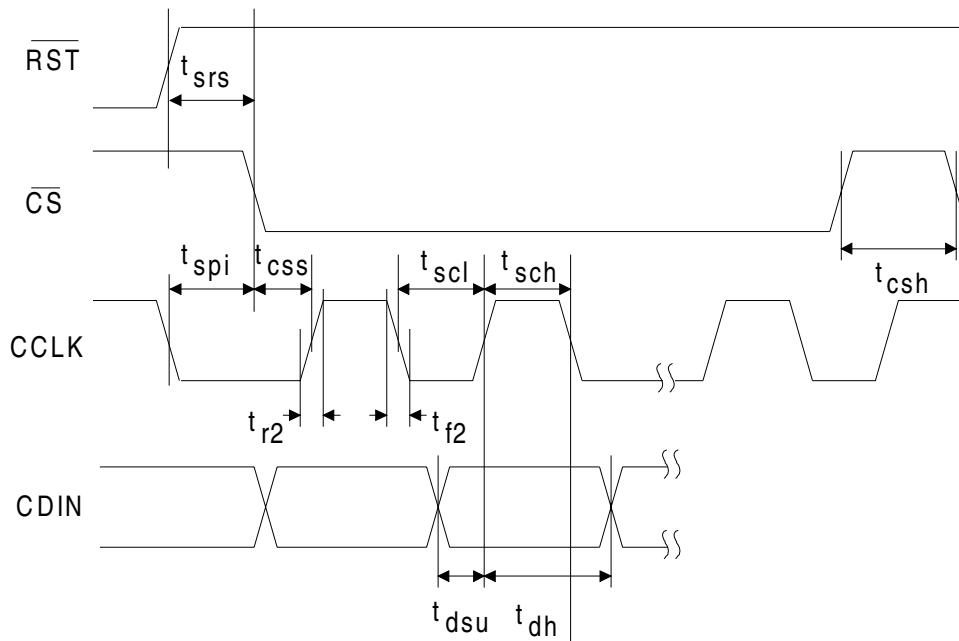 RST
t srs
CS
t spi
t css
t scl
t sch
t csh
CCLK
t r2
t f2
CDIN
t dsu
t dh